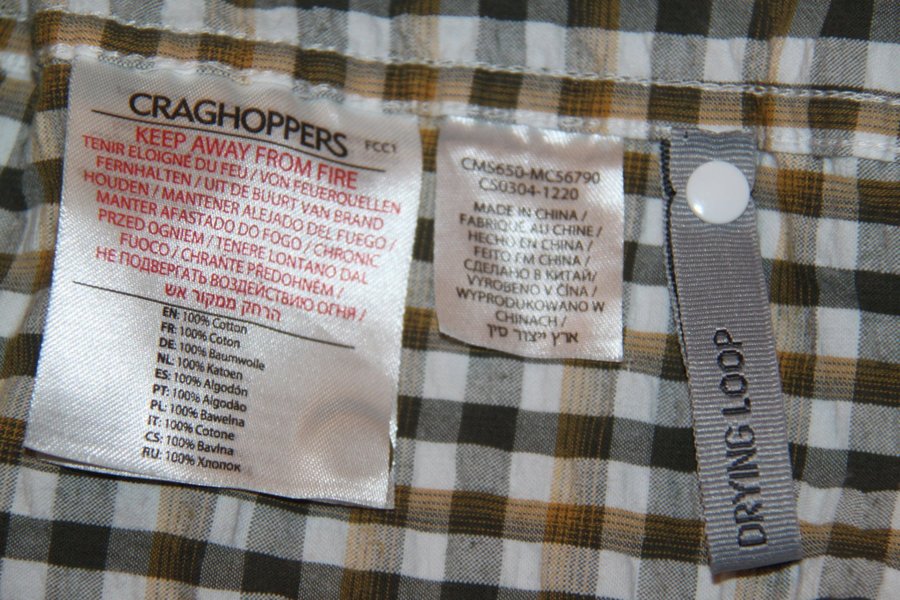 CRAGHOPPERS
FCC1
KEEP AWAY FROM FIRE
TENIR ELOIGNÉ DU FEU / VON FEUERQUELLEN
FERNHALTEN / UIT DE BUURT VAN BRAND
HOUDEN / MANTENER ALEJADO DEL FUEGO /
MANTER AFASTADO DO FOGO / CHRONIC
PRZED OGNIEM / TENERE LONTANO DAL
FUOCO / CHRANTE PŘEDOHNĚM /
НЕ ПОДВЕРГАТЬ ВОЗДЕЙСТВИЮ ОГНЯ /
הרחק ממקור אש
EN: 100% Cotton
FR: 100% Coton
DE: 100% Baumwolle
NL: 100% Katoen
ES: 100% Algodón
PT: 100% Algodão
PL: 100% Bawełna
IT: 100% Cotone
CS: 100% Bavlna
RU: 100% Хлопок
CMS650-MCS6790
CS0304-1220
MADE IN CHINA /
FABRIQUÉ AU CHINE /
HECHO EN CHINA /
FEITO EM CHINA /
СДЕЛАНО В КИТАЙ/
VYROBENO V ČÍNA /
WYPRODUKOWANO W
CHINACH /
ארץ ייצור סין
DRYING LOOP